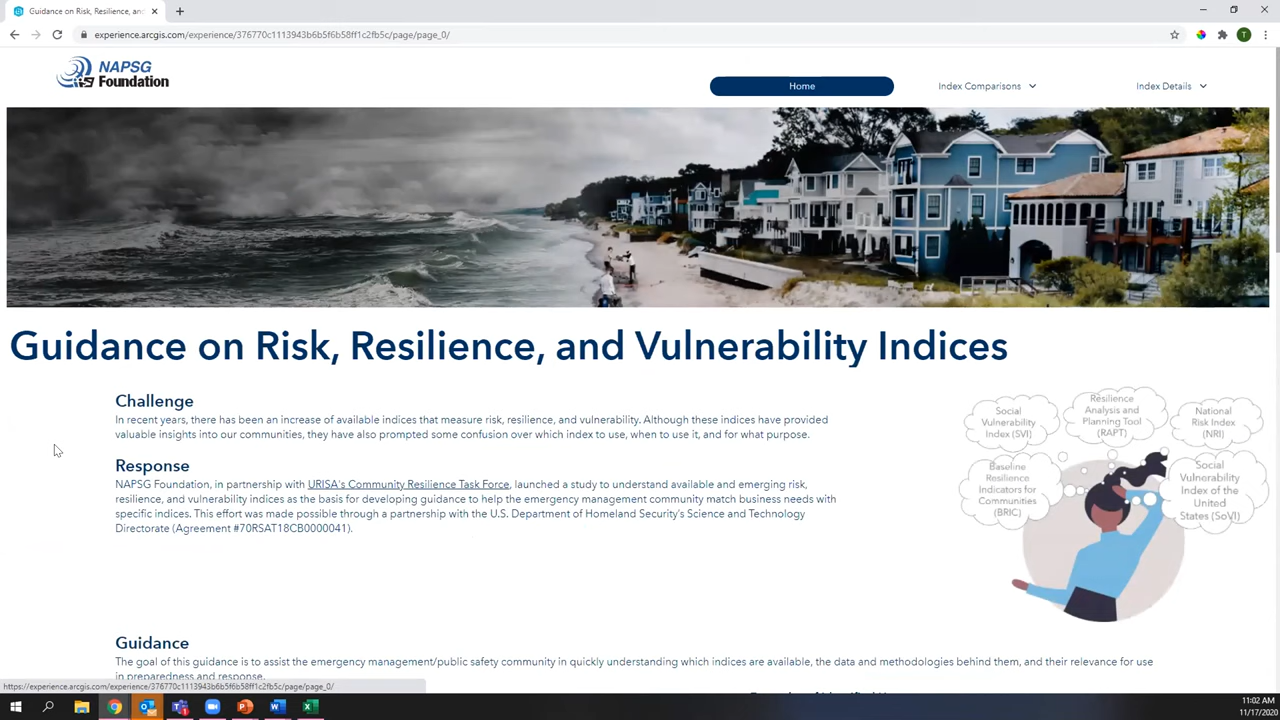 Guidance on Risk, Resilience, an
experience.arcgis.com/experience/376770c1113943b6b5f6b58ff1c2fb5c/page/page_0/
T
NAPSG
Foundation
Home
Index Comparisons
Index Details
Guidance on Risk, Resilience, and Vulnerability Indices
Challenge
In recent years, there has been an increase of available indices that measure risk, resilience, and vulnerability. Although these indices have provided
valuable insights into our communities, they have also prompted some confusion over which index to use, when to use it, and for what purpose.
Response
NAPSG Foundation, in partnership with URISA's Community Resilience Task Force, launched a study to understand available and emerging risk,
resilience, and vulnerability indices as the basis for developing guidance to help the emergency management community match business needs with
specific indices. This effort was made possible through a partnership with the U.S. Department of Homeland Security's Science and Technology
Directorate (Agreement #70RSAT18CB0000041).
Social
Vulnerability
Index (SVI)
Resilience
Analysis and
Planning Tool
(RAPT)
National
Risk Index
(NRI)
Baseline
Resilience
Indicators for
Communities
(BRIC)
Social
Vulnerability
Index of the
United
States (SoVI)
Guidance
The goal of this guidance is to assist the emergency management/public safety community in quickly understanding which indices are available, the data and methodologies behind them, and their relevance for use
in preparedness and response.
https://experience.arcgis.com/experience/376770c1113943b6b5f6b58ff1c2fb5c/page/page_0/
11:02 AM
11/17/2020